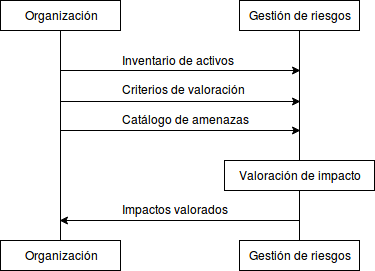 Organización
Gestión de riesgos
Inventario de activos
Criterios de valoración
Catálogo de amenazas
Valoración de impacto
Impactos valorados
Organización
Gestión de riesgos